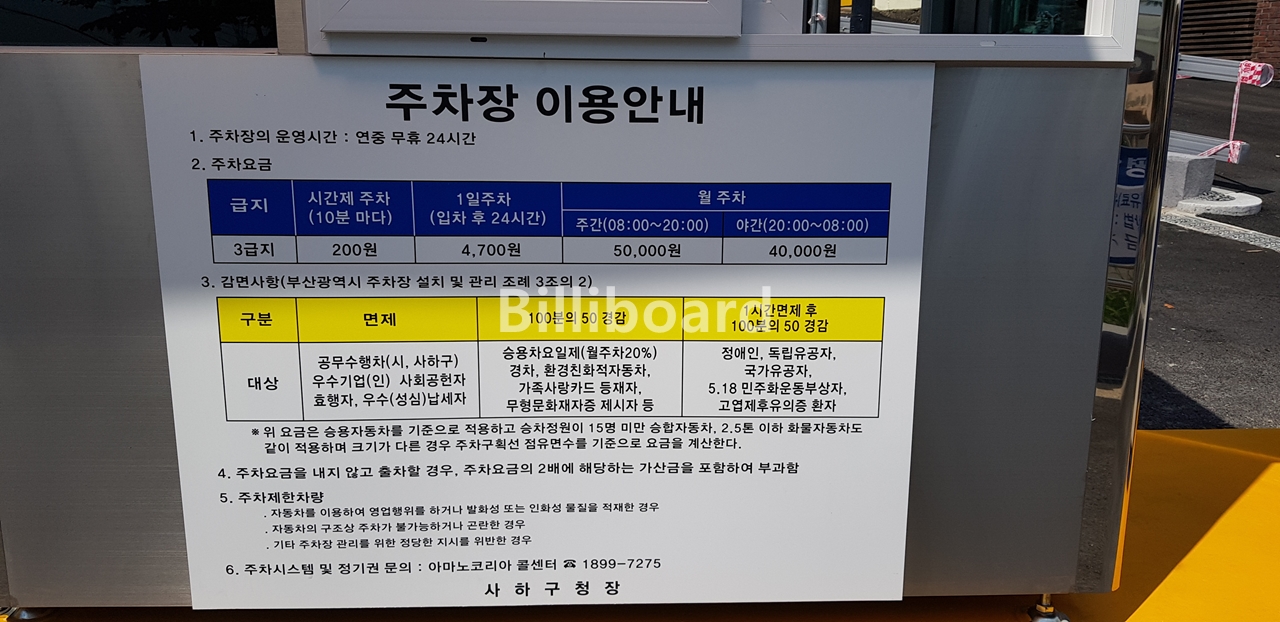 주차장 이용안내
1. 주차장의 운영시간 : 연중 무휴 24시간
2. 주차요금
급지 시간제 주차 (10분 마다) 1일주차 (입차 후 24시간) 월 주차
주간(08:00~20:00) 야간(20:00~08:00)
3급지 200원 4,700원 50,000원 40,000원
3. 감면사항(부산광역시 주차장 설치 및 관리 조례 3조의 2)
Billiboard
구분 면제 100분의 50 경감 1시간면제 후
100분의 50 경감
대상
공무수행차(시, 사하구)
우수기업(인) 사회공헌자
효행자, 우수(성심)납세자
승용차요일제(월주차20%)
경차, 환경친화적자동차,
가족사랑카드 등재자,
무형문화재자증 제시자 등
정애인, 독립유공자,
국가유공자,
5.18 민주화운동부상자,
고엽제후유의증 환자
※ 위 요금은 승용자동차를 기준으로 적용하고 승차정원이 15명 미만 승합자동차, 2.5톤 이하 화물자동차도
같이 적용하며 크기가 다른 경우 주차구획선 점유면수를 기준으로 요금을 계산한다.
4. 주차요금을 내지 않고 출차할 경우, 주차요금의 2배에 해당하는 가산금을 포함하여 부과함
5. 주차제한차량
. 자동차를 이용하여 영업행위를 하거나 발화성 또는 인화성 물질을 적재한 경우
. 자동차의 구조상 주차가 불가능하거나 곤란한 경우
. 기타 주차장 관리를 위한 정당한 지시를 위반한 경우
6. 주차시스템 및 정기권 문의 : 아마노코리아 콜센터 ☎ 1899-7275
사 하 구 청 장